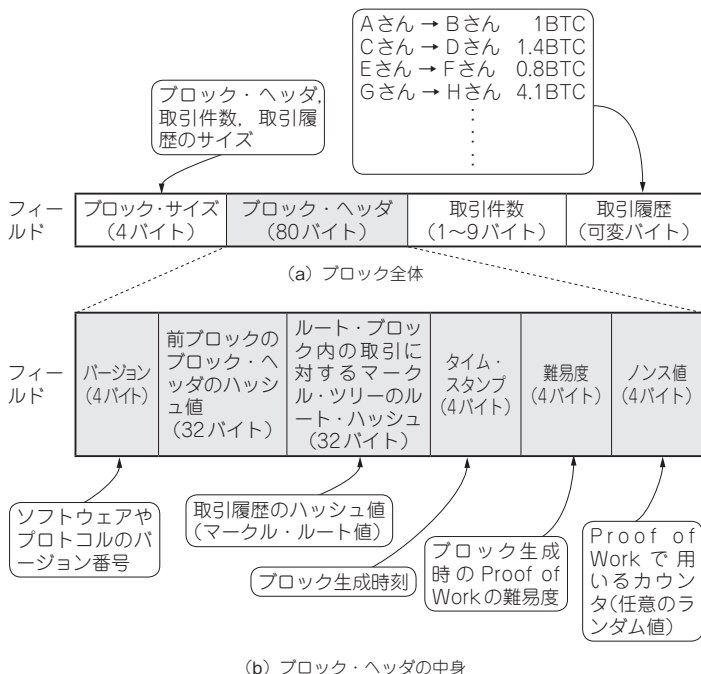 Aさん → Bさん 1BTC
Cさん → Dさん 1.4BTC
Eさん → Fさん 0.8BTC
Gさん → Hさん 4.1BTC
⋮
ブロック・ヘッダ,
取引件数,取引履
歴のサイズ
フィー
ルド
ブロック・サイズ
(4バイト)
ブロック・ヘッダ
(80バイト)
取引件数
(1～9バイト)
取引履歴
(可変バイト)
(a) ブロック全体
フィー
ルド
バージョン
(4バイト)
前ブロックの
ブロック・ヘ
ッダのハッシ
ュ値
(32バイト)
ルート・ブロッ
ク内の取引に
対するマーク
ル・ツリーのル
ート・ハッシュ
(32バイト)
タイム・
スタンプ
(4バイト)
難易度
(4バイト)
ノンス値
(4バイト)
ソフトウェアや
プロトコルのバ
ージョン番号
取引履歴のハッシュ値
(マークル・ルート値)
ブロック生成時刻
ブロック生成
時のProof of
Workの難易度
Proof of
Workで用
いるカウン
タ(任意のラ
ンダム値)
(b) ブロック・ヘッダの中身